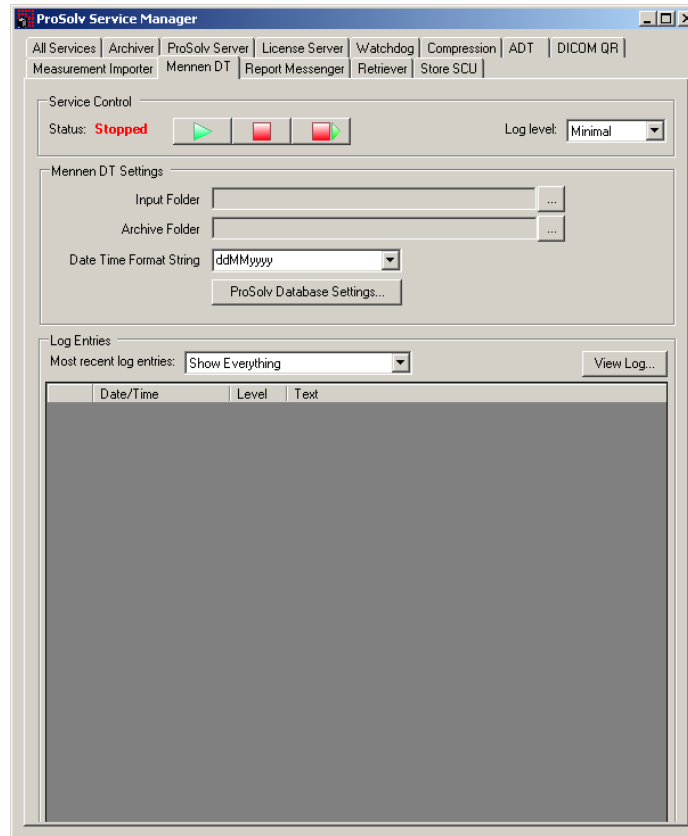 ProSolv Service Manager
All Services Archiver ProSolv Server License Server Watchdog Compression ADT DICOM QR
Measurement Importer Mennen DT Report Messenger Retriever Store SCU
Service Control
Status: Stopped Log level: Minimal
Mennen DT Settings
Input Folder ...
Archive Folder ...
Date Time Format String ddMMyyyy
ProSolv Database Settings...
Log Entries
Most recent log entries: Show Everything View Log...
Date/Time Level Text